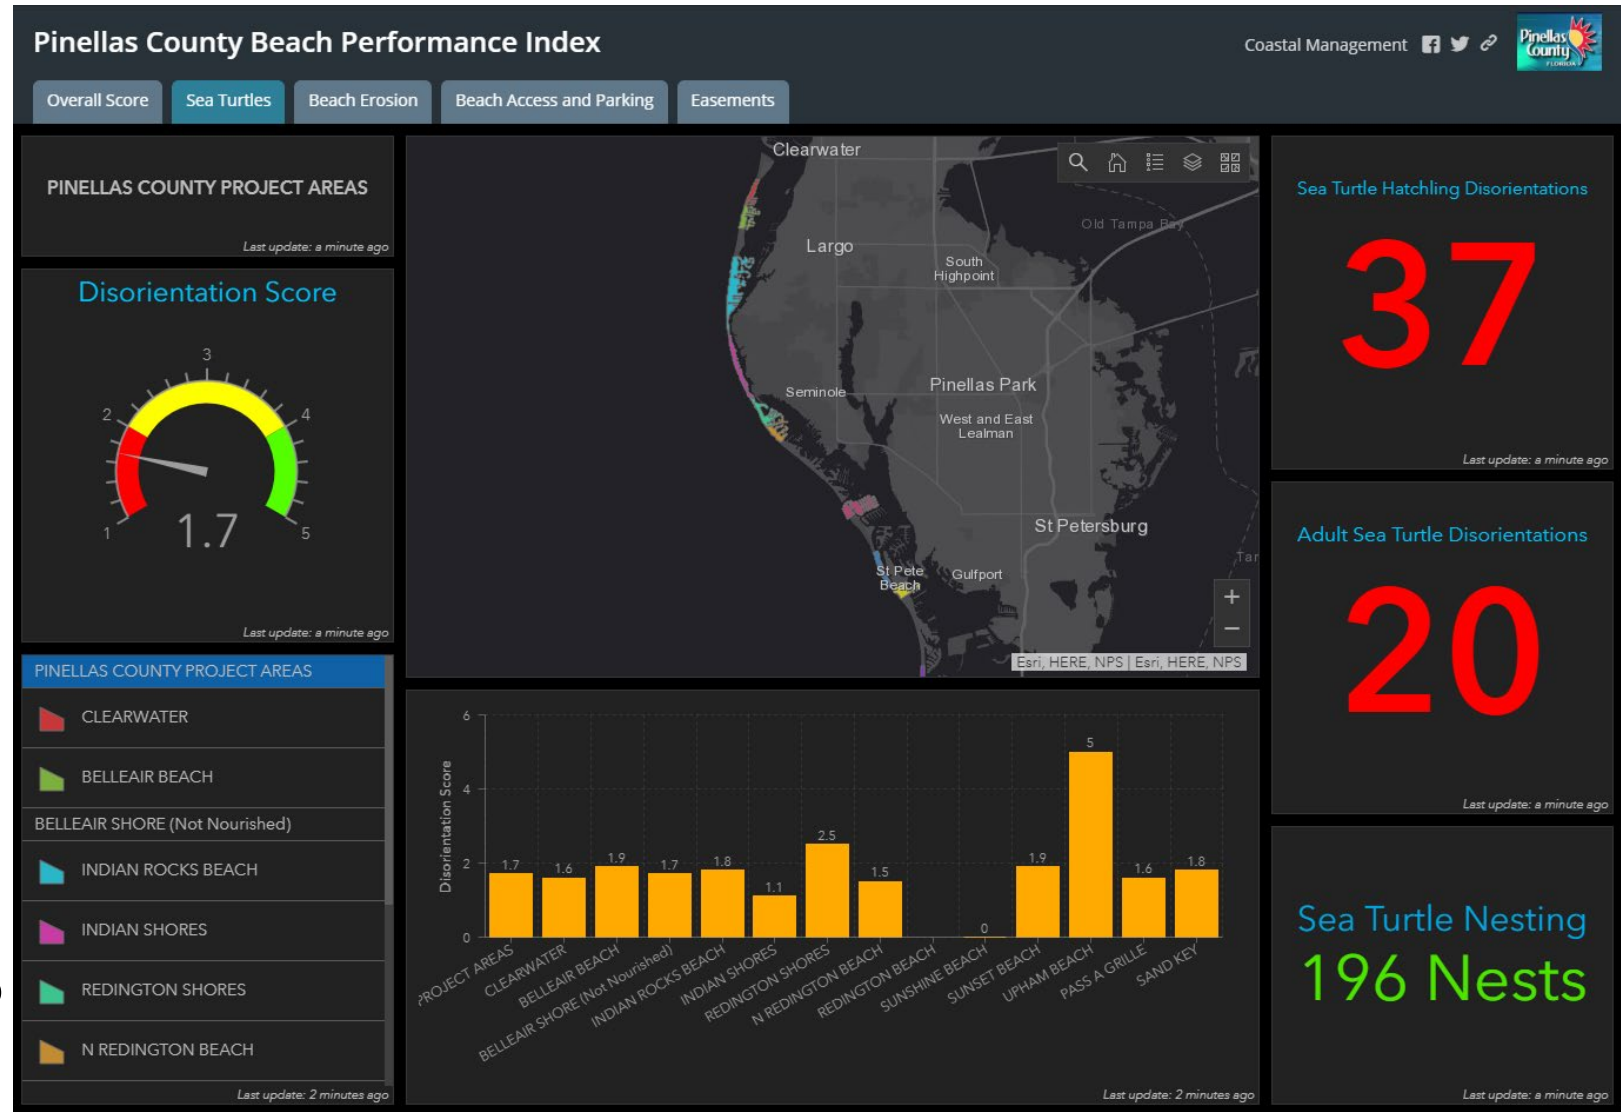 Pinellas County Beach Performance Index
Coastal Management
Pinellas
County
FLORIDA
Overall Score
Sea Turtles
Beach Erosion
Beach Access and Parking
Easements
PINELLAS COUNTY PROJECT AREAS
Last update: a minute ago
Disorientation Score
1
2
3
4
5
1.7
Last update: a minute ago
PINELLAS COUNTY PROJECT AREAS
CLEARWATER
BELLEAIR BEACH
BELLEAIR SHORE (Not Nourished)
INDIAN ROCKS BEACH
INDIAN SHORES
REDINGTON SHORES
N REDINGTON BEACH
Last update: 2 minutes ago
Clearwater
Old Tampa Bay
Largo
South
Highpoint
Seminole
Pinellas Park
West and East
Lealman
St Petersburg
Tar
St Pete
Beach
Gulfport
+
−
Esri, HERE, NPS | Esri, HERE, NPS
Disorientation Score
6
4
2
0
1.7
1.6
1.9
1.7
1.8
1.1
2.5
1.5
0
1.9
5
1.6
1.8
PROJECT AREAS
CLEARWATER
BELLEAIR BEACH
BELLEAIR SHORE (Not Nourished)
INDIAN ROCKS BEACH
INDIAN SHORES
REDINGTON SHORES
N REDINGTON BEACH
REDINGTON BEACH
SUNSHINE BEACH
SUNSET BEACH
UPHAM BEACH
PASS A GRILLE
SAND KEY
Last update: 2 minutes ago
Sea Turtle Hatchling Disorientations
37
Last update: a minute ago
Adult Sea Turtle Disorientations
20
Last update: a minute ago
Sea Turtle Nesting
196 Nests
Last update: a minute ago